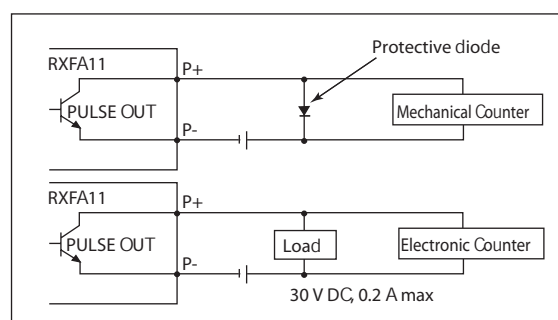 Protective diode
RXFA11
P+
PULSE OUT
Mechanical Counter
P-
RXFA11
P+
PULSE OUT
Load
Electronic Counter
P-
30 V DC, 0.2 A max